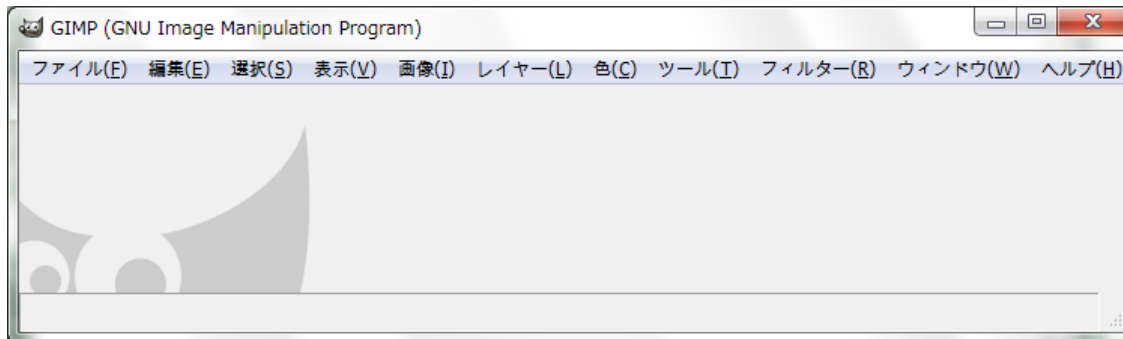 GIMP (GNU Image Manipulation Program)
ファイル(F) 編集(E) 選択(S) 表示(V) 画像(I) レイヤー(L) 色(C) ツール(T) フィルター(R) ウィンドウ(W) ヘルプ(H)